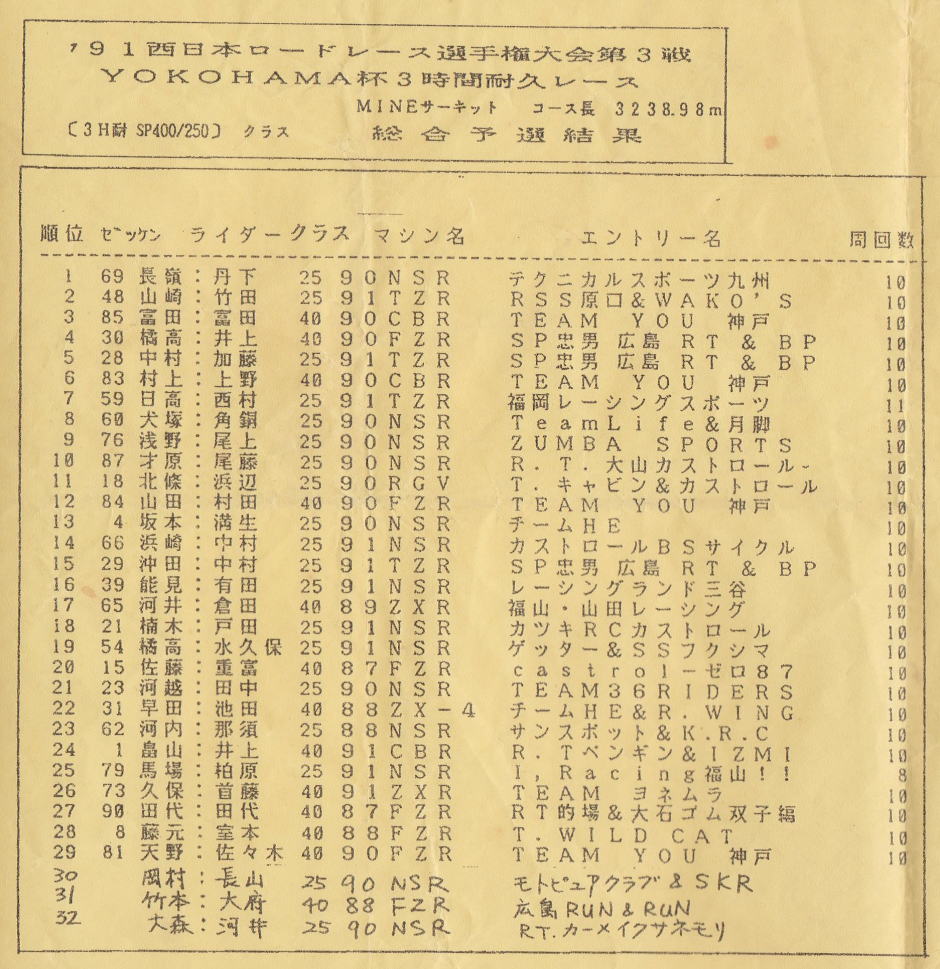 '91西日本ロードレース選手権大会第3戦
YOKOHAMA杯3時間耐久レース
MINEサーキット コース長 3238.98m
〔3H耐 SP400/250〕 クラス 総合予選結果
順位 ゼッケン ライダー クラス マシン名 エントリー名 周回数
1 69 長嶺:丹下 25 90NSR テクニカルスポーツ九州 10
2 48 山崎:竹田 25 91TZR RSS原口&WAKO'S 10
3 85 富田:富田 40 90CBR TEAM YOU 神戸 10
4 30 橘高:井上 40 90FZR SP忠男 広島 RT & BP 10
5 28 中村:加藤 25 91TZR SP忠男 広島 RT & BP 10
6 83 村上:上野 40 90CBR TEAM YOU 神戸 10
7 59 日高:西村 25 91TZR 福岡レーシングスポーツ 11
8 60 犬塚:角銅 25 90NSR TeamLife&月脚 10
9 76 浅野:尾上 25 90NSR ZUMBA SPORTS 10
10 87 才原:尾藤 25 90NSR R.T.大山カストロール- 10
11 18 北條:浜辺 25 90RGV T.キャビン&カストロール 10
12 84 山田:村田 40 90FZR TEAM YOU 神戸 10
13 4 坂本:満生 25 90NSR チームHE 10
14 66 浜崎:中村 25 91NSR カストロールBSサイクル 10
15 29 沖田:中村 25 91TZR SP忠男 広島 RT & BP 10
16 39 能見:有田 25 91NSR レーシングランド三谷 10
17 65 河井:倉田 40 89ZXR 福山・山田レーシング 10
18 21 楠木:戸田 25 91NSR カツキRCカストロール 10
19 54 橘高:水久保 25 91NSR ゲッター&SSフクシマ 10
20 15 佐藤:重富 40 87FZR castrol-ゼロ87 10
21 23 河越:田中 25 90NSR TEAM36RIDERS 10
22 31 早田:池田 40 88ZX-4 チームHE&R.WING 10
23 62 河内:那須 25 88NSR サンスポット&K.R.C 10
24 1 畠山:井上 40 91CBR R.Tペンギン&IZMI 10
25 79 馬場:柏原 25 91NSR I,Racing福山!! 8
26 73 久保:首藤 40 91ZXR TEAM ヨネムラ 10
27 90 田代:田代 40 87FZR RT的場&大石ゴム双子編 10
28 8 藤元:室本 40 88FZR T.WILDCAT 10
29 81 天野:佐々木 40 90FZR TEAM YOU 神戸 10
30 岡村:長山 25 90 NSR モトピュアクラブ & SKR
31 竹本:大府 40 88 FZR 広島 RUN & RUN
32 大森:河井 25 90 NSR RT.カーメイクサネモリ